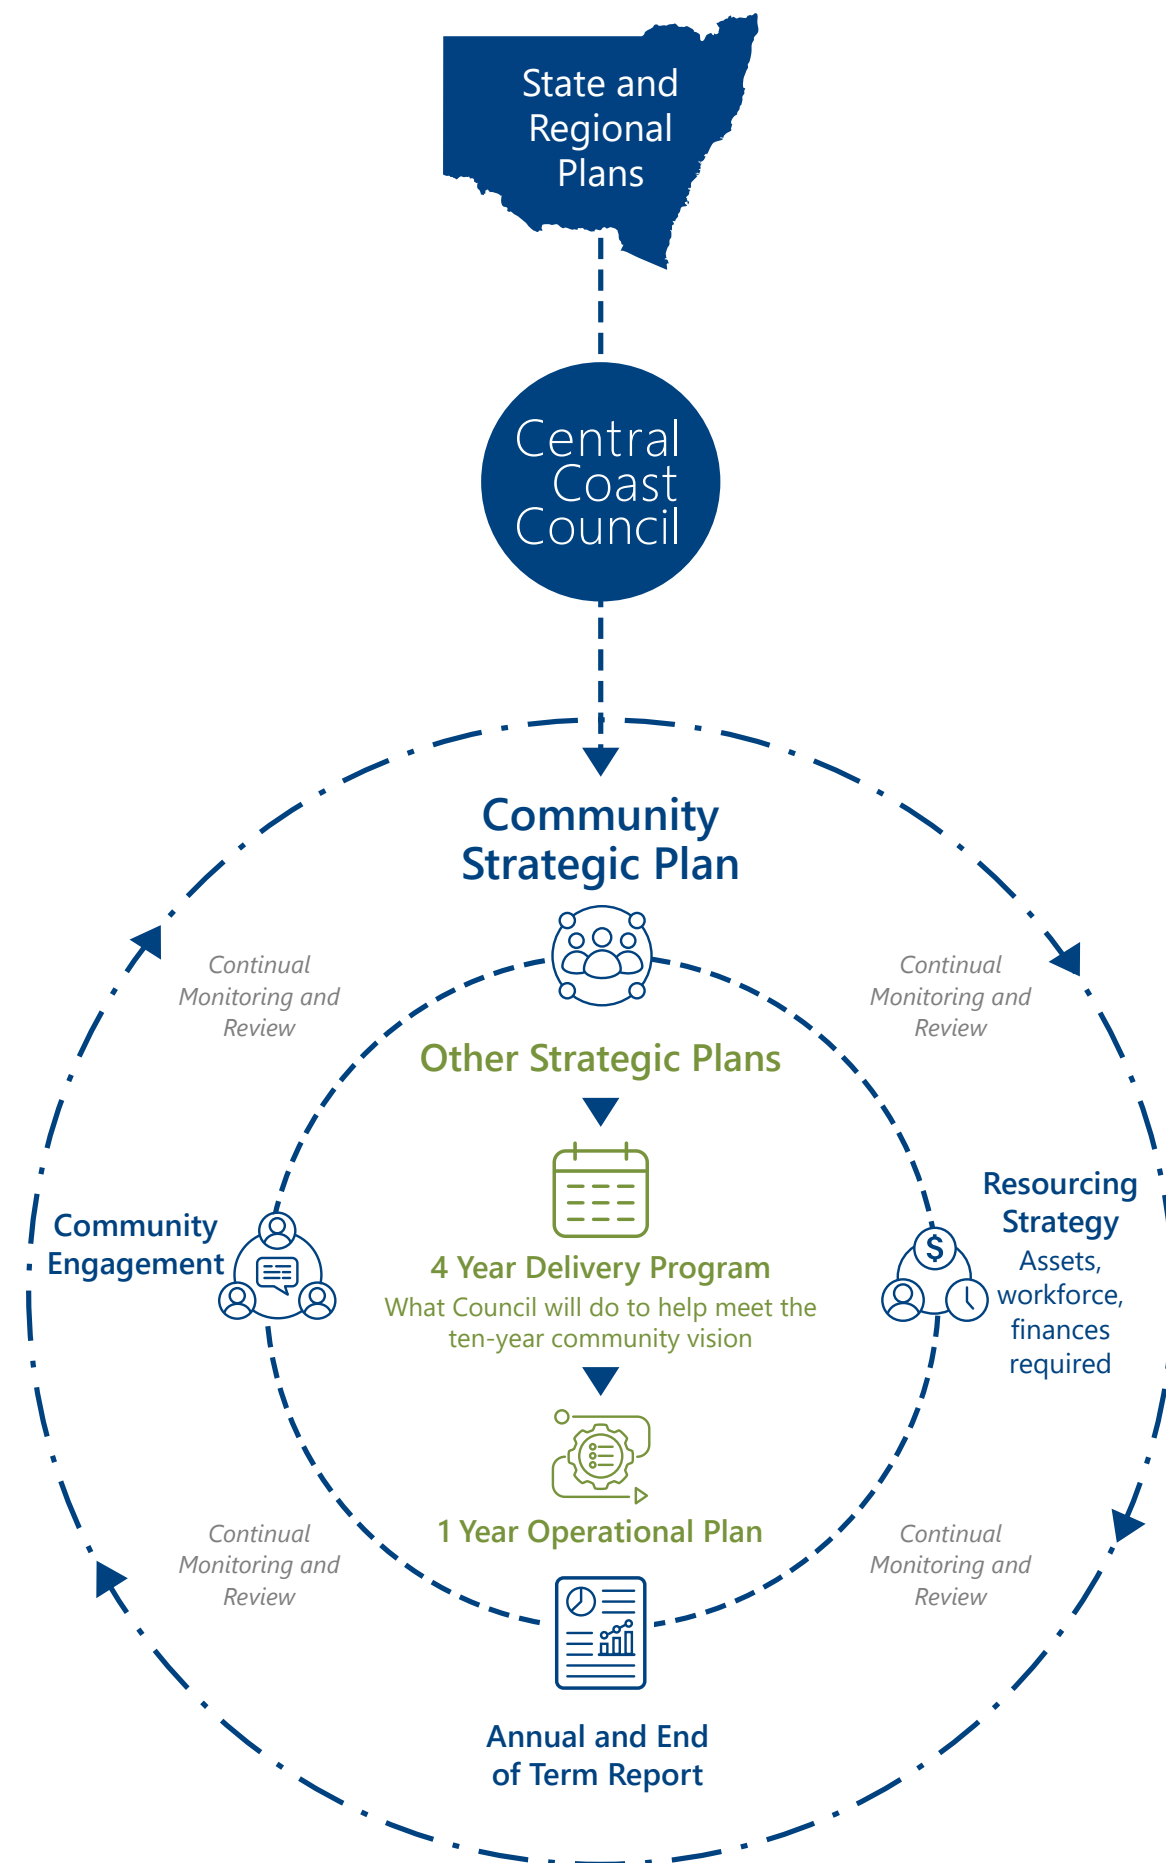 State and
Regional
Plans
Central
Coast
Council
Community
Strategic Plan
Continual
Monitoring and
Review
Continual
Monitoring and
Review
Other Strategic Plans
Community
Engagement
4 Year Delivery Program
What Council will do to help meet the
ten-year community vision
$
Resourcing
Strategy
Assets,
workforce,
finances
required
1 Year Operational Plan
Continual
Monitoring and
Review
Continual
Monitoring and
Review
Annual and End
of Term Report